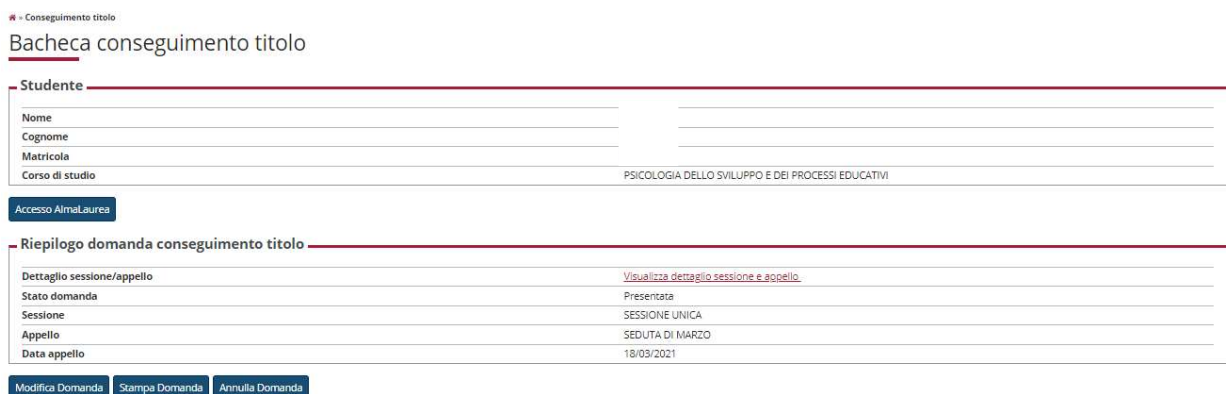 » Conseguimento titolo
Bacheca conseguimento titolo
Studente
Nome
Cognome
Matricola
Corso di studio PSICOLOGIA DELLO SVILUPPO E DEI PROCESSI EDUCATIVI
Accesso AlmaLaurea
Riepilogo domanda conseguimento titolo
Dettaglio sessione/appello Visualizza dettaglio sessione e appello
Stato domanda Presentata
Sessione SESSIONE UNICA
Appello SEDUTA DI MARZO
Data appello 18/03/2021
Modifica Domanda Stampa Domanda Annulla Domanda